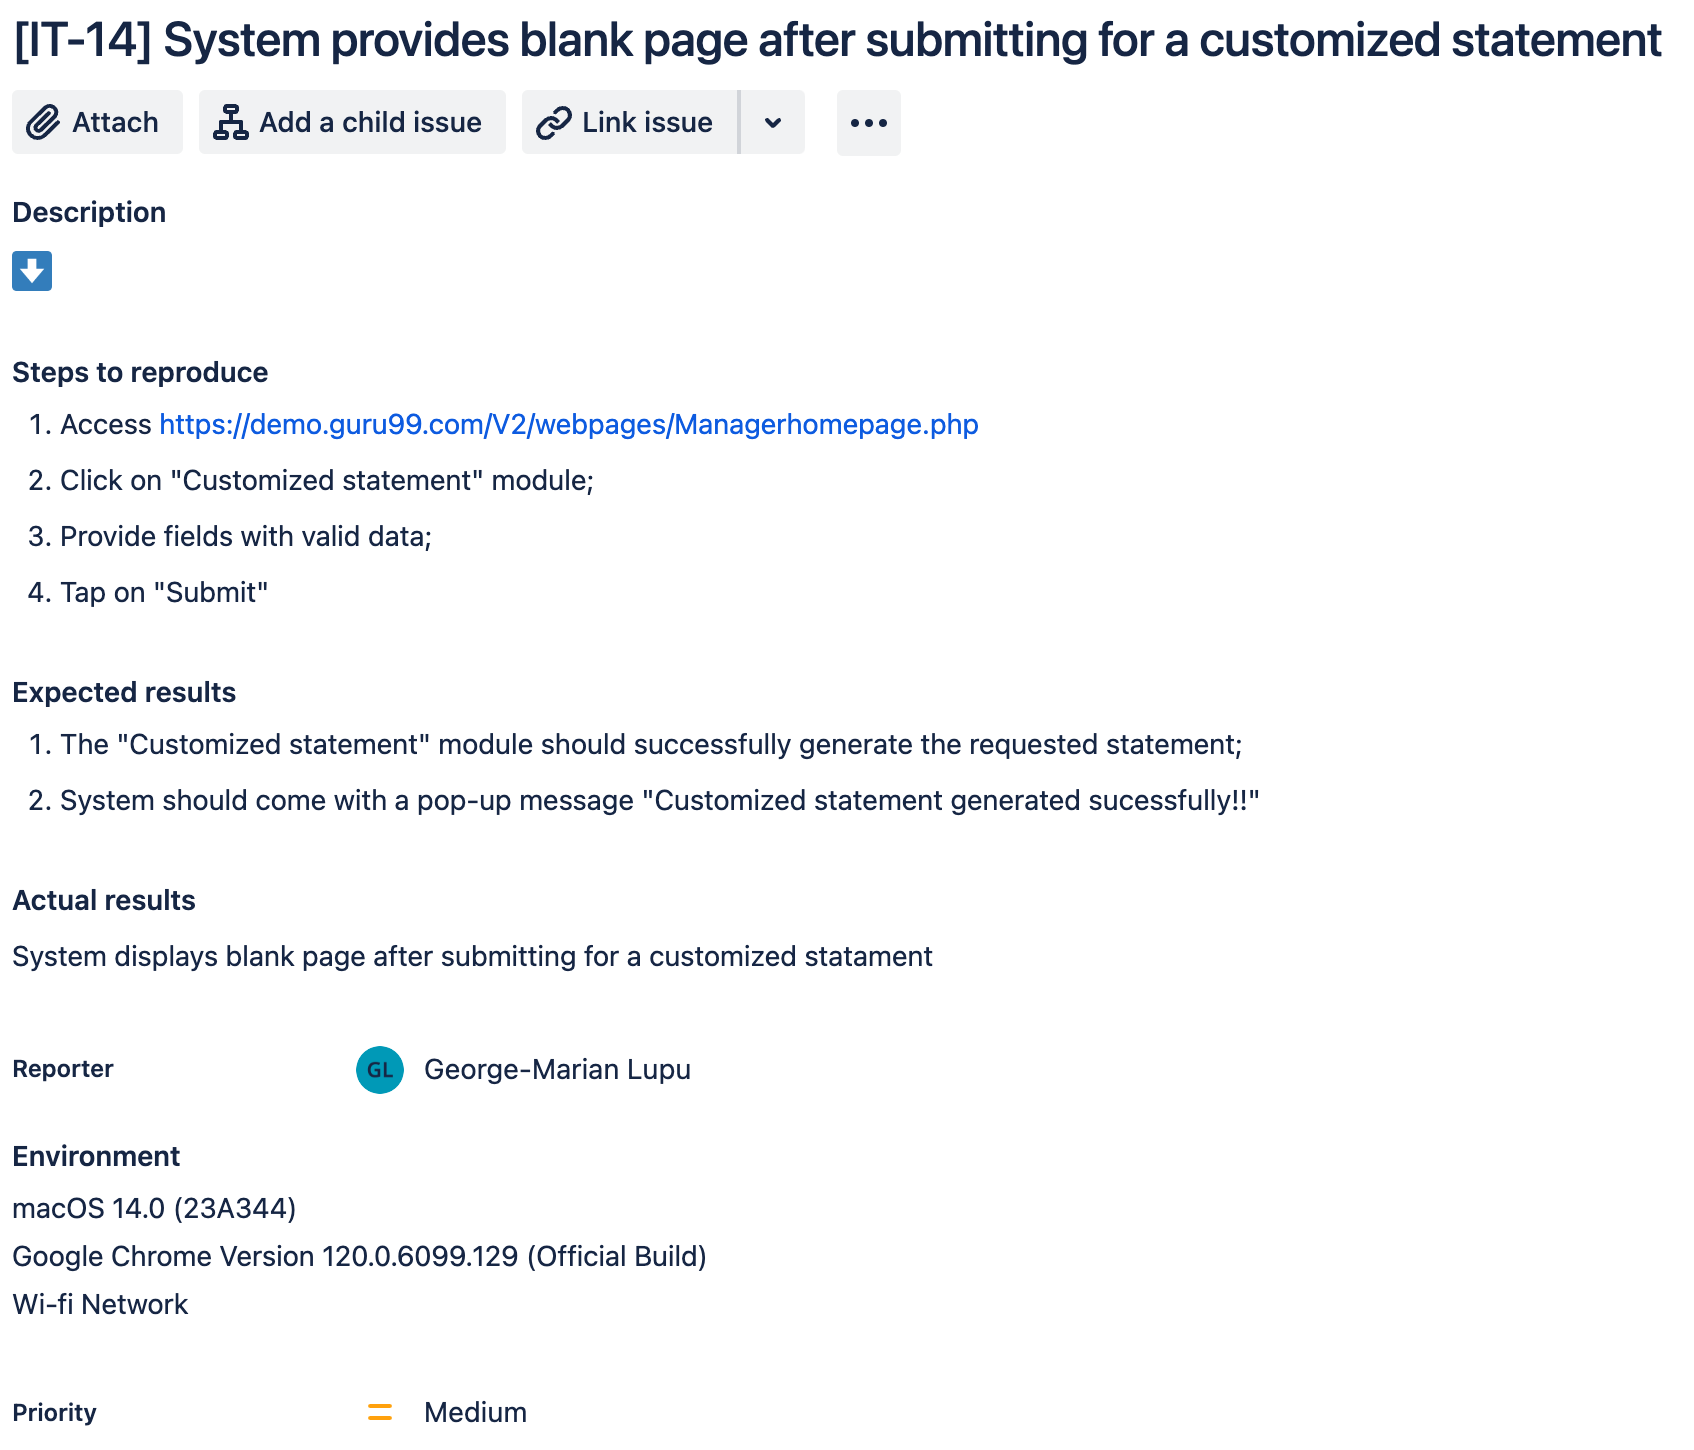 [IT-14] System provides blank page after submitting for a customized statement
Attach
Add a child issue
Link issue
Description
Steps to reproduce
1. Access https://demo.guru99.com/V2/webpages/Managerhomepage.php
2. Click on "Customized statement" module;
3. Provide fields with valid data;
4. Tap on "Submit"
Expected results
1. The "Customized statement" module should successfully generate the requested statement;
2. System should come with a pop-up message "Customized statement generated sucessfully!!"
Actual results
System displays blank page after submitting for a customized statament
Reporter GL George-Marian Lupu
Environment
macOS 14.0 (23A344)
Google Chrome Version 120.0.6099.129 (Official Build)
Wi-fi Network
Priority Medium